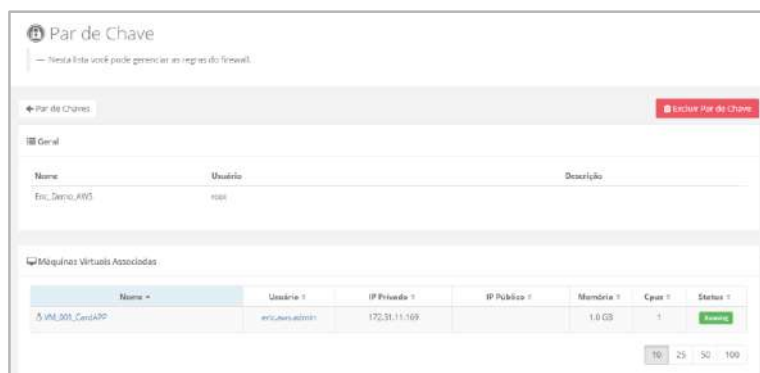 Par de Chave
— Nesta lista você pode gerenciar as regras do firewall.
Par de Chaves
Excluir Par de Chave
Geral
Nome Usuário Descrição
Eric_Demo_AWS root
Máquinas Virtuais Associadas
Nome Usuário IP Privado IP Público Memória Cpus Status
VM_001_CardAPP eric.aws.admin 172.31.11.169 1.0 GB 1 Running
10 25 50 100